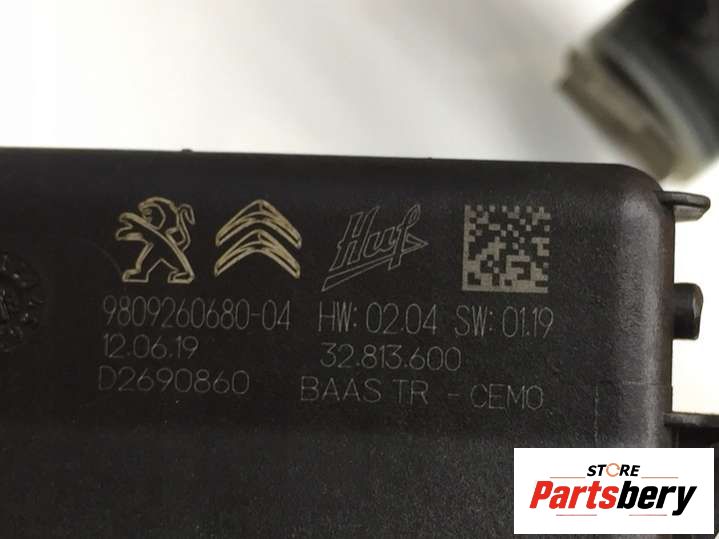 Huf
9809260680-04 HW: 02.04 SW: 01.19
12.06.19 32.813.600
D2690860 BAAS TR - CEMO
STORE
Partsbery